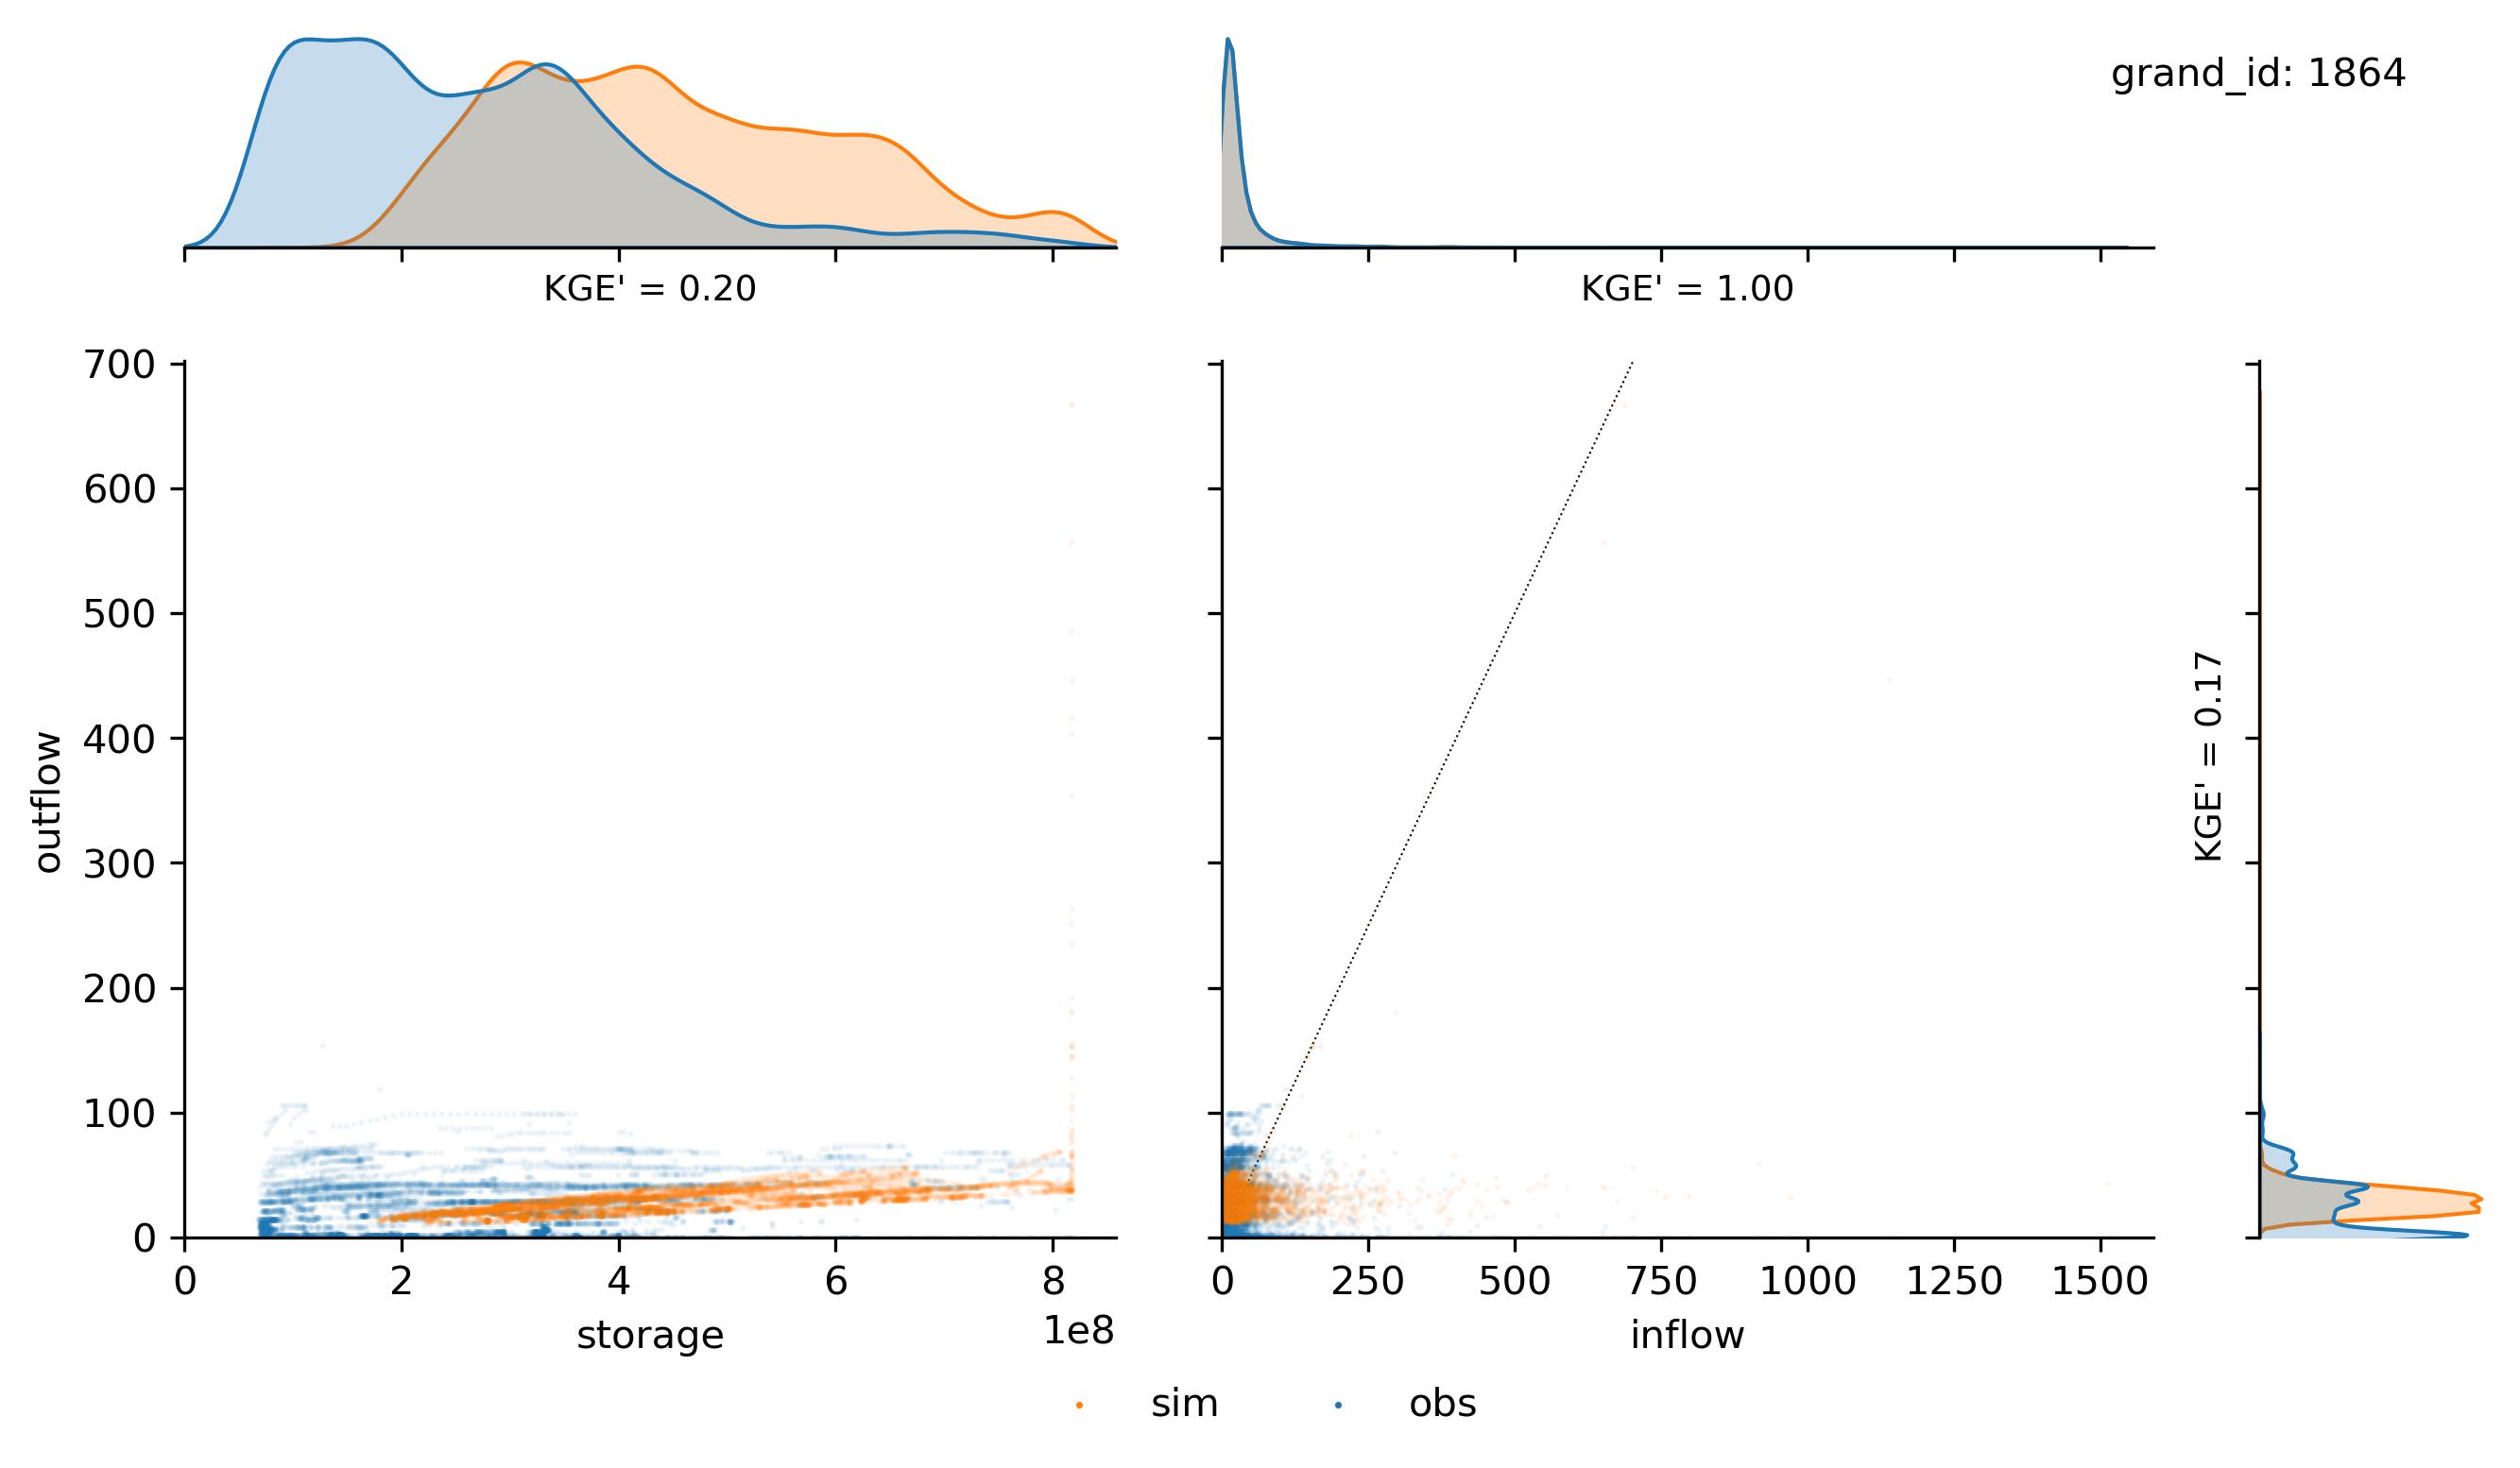 grand_id: 1864
KGE' = 0.20
KGE' = 1.00
700
600
500
400
300
200
100
0
outflow
KGE' = 0.17
0 2 4 6 8
1e8
storage
0 250 500 750 1000 1250 1500
inflow
sim obs